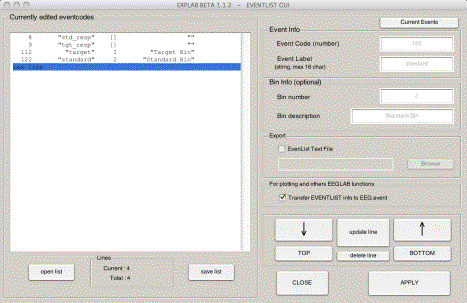 ERPLAB BETA 1.1.2 - EVENTLIST GUI
Currently edited eventcodes
8 "std_resp" [] ""
9 "tgt_resp" [] ""
112 "target" 1 "Target Bin"
122 "standard" 2 "Standard Bin"
new line
open list
Lines
Current : 4
Total : 4
save list
Current Events
Event Info
Event Code (number)
Event Label
standard
(string, max 16 char)
Bin Info (optional)
Bin number
2
Bin description
Standard Bin
Export
EvenList Text File
Browse
For plotting and others EEGLAB functions
Transfer EVENTLIST info to EEG.event
↓
update line
↑
TOP
delete line
BOTTOM
CLOSE
APPLY